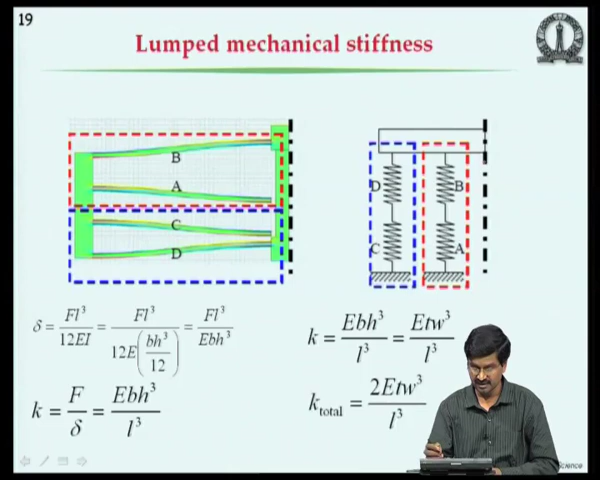 19
Lumped mechanical stiffness
B
A
C
D
D
B
C
A
δ = Fl³/12EI = Fl³/12E(bh³/12) = Fl³/Ebh³
k = F/δ = Ebh³/l³
k = Ebh³/l³ = Etw³/l³
k_total = 2Etw³/l³